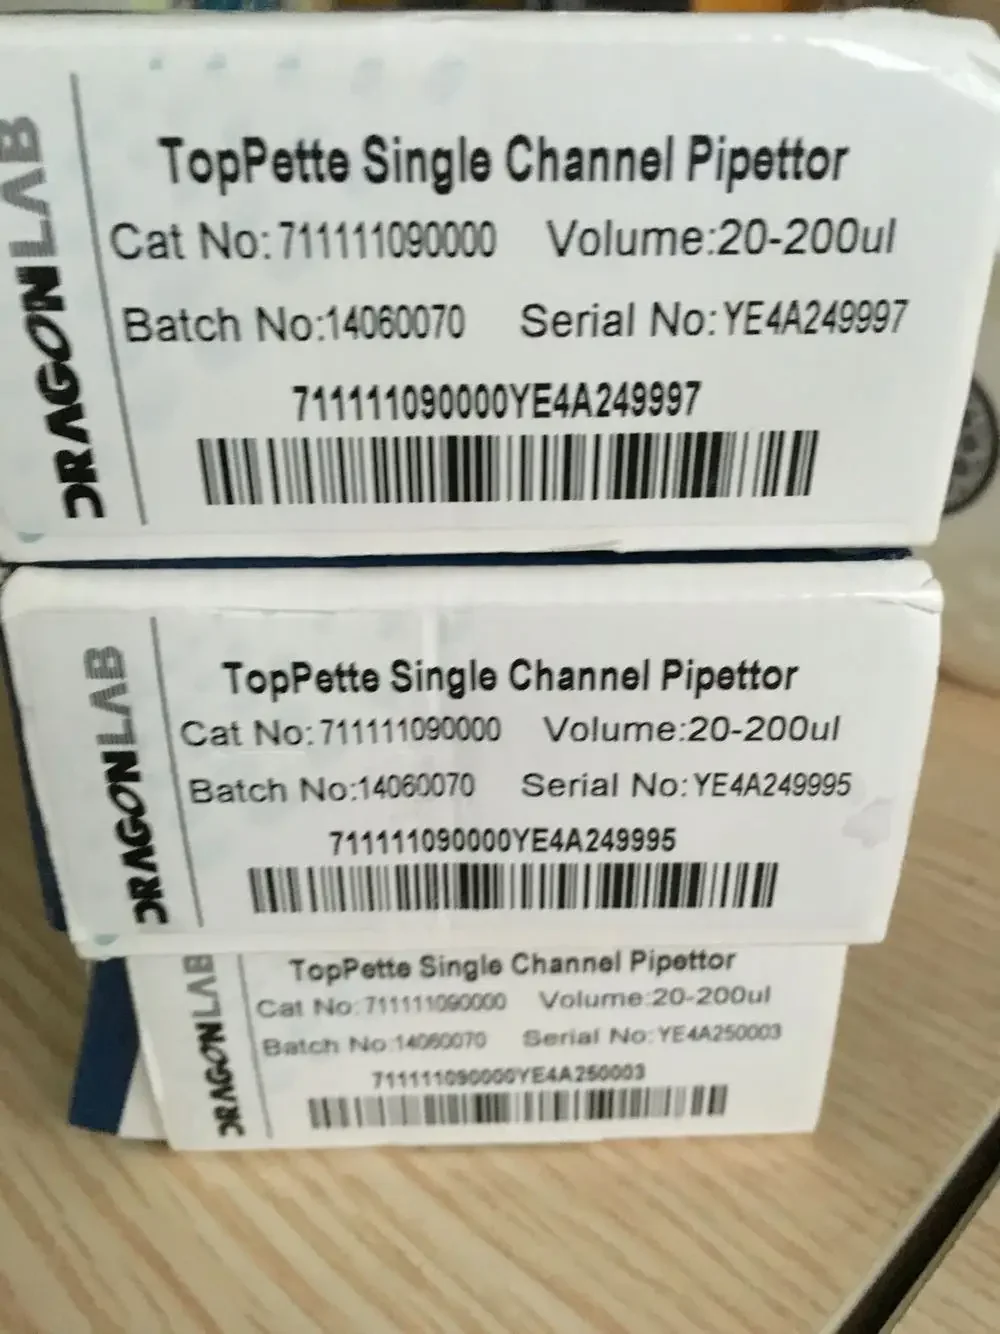 DRAGONLAB
TopPette Single Channel Pipettor
Cat No:711111090000 Volume:20-200ul
Batch No:14060070 Serial No:YE4A249997
711111090000YE4A249997
DRAGONLAB
TopPette Single Channel Pipettor
Cat No:711111090000 Volume:20-200ul
Batch No:14060070 Serial No:YE4A249995
711111090000YE4A249995
DRAGONLAB
TopPette Single Channel Pipettor
Cat No:711111090000 Volume:20-200ul
Batch No:14060070 Serial No:YE4A250003
711111090000YE4A250003